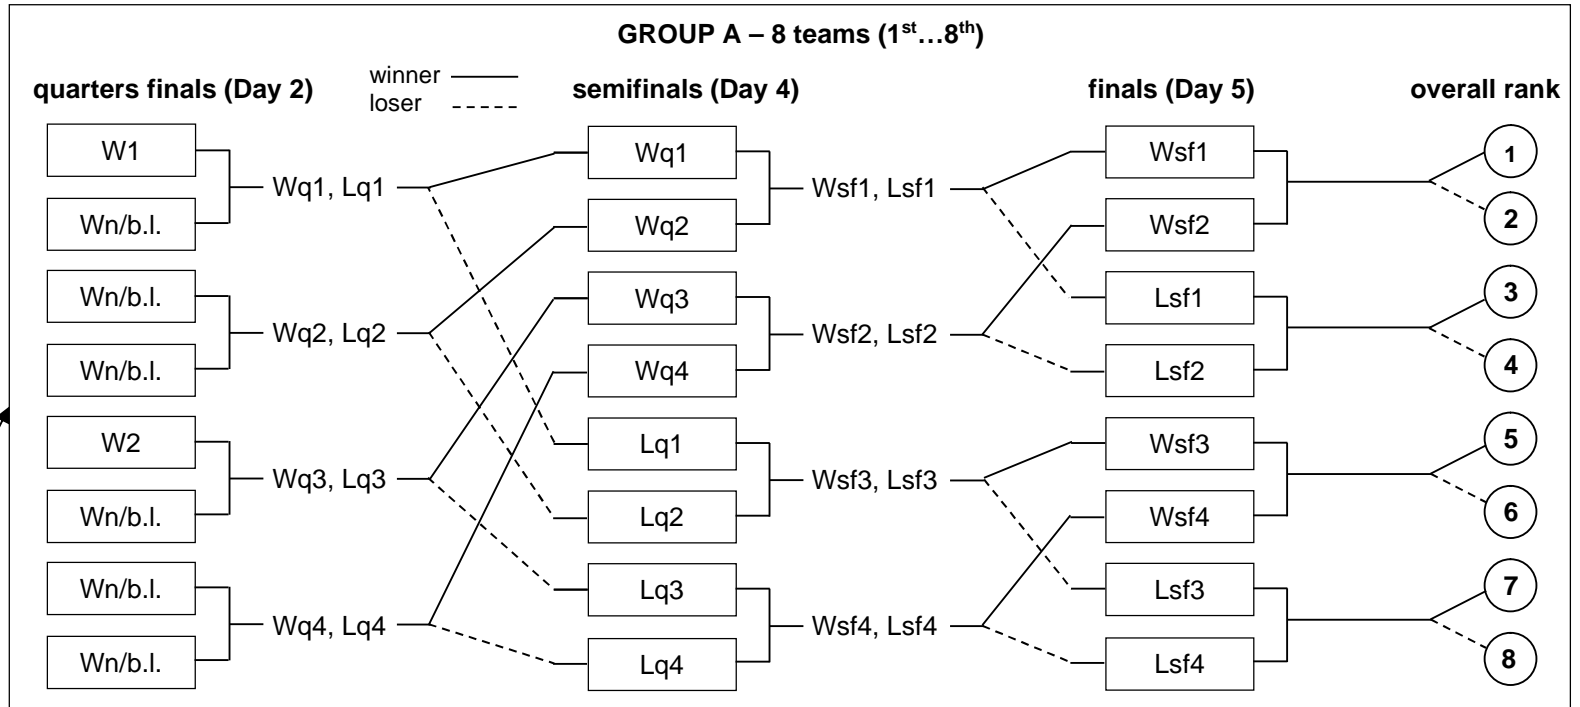 GROUP A – 8 teams (1st…8th)
winner
loser
quarters finals (Day 2)
semifinals (Day 4)
finals (Day 5)
overall rank
W1
Wn/b.l.
Wq1, Lq1
Wn/b.l.
Wn/b.l.
Wq2, Lq2
W2
Wn/b.l.
Wq3, Lq3
Wn/b.l.
Wn/b.l.
Wq4, Lq4
Wq1
Wq2
Wsf1, Lsf1
Wq3
Wq4
Wsf2, Lsf2
Lq1
Lq2
Wsf3, Lsf3
Lq3
Lq4
Wsf4, Lsf4
Wsf1
Wsf2
Lsf1
Lsf2
Wsf3
Wsf4
Lsf3
Lsf4
1
2
3
4
5
6
7
8